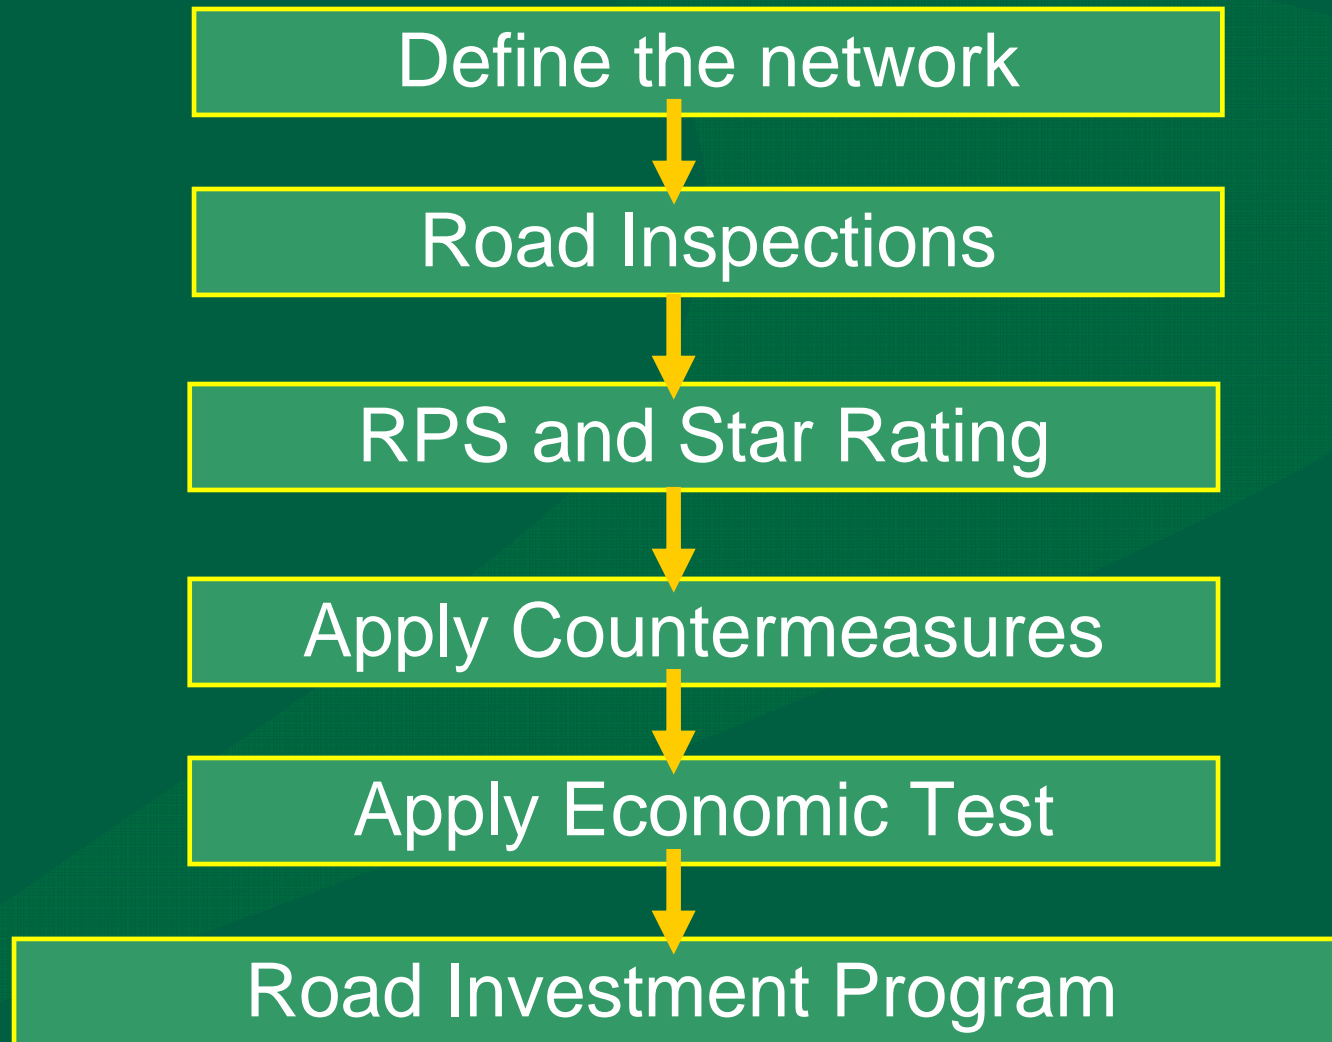 Define the network
Road Inspections
RPS and Star Rating
Apply Countermeasures
Apply Economic Test
Road Investment Program